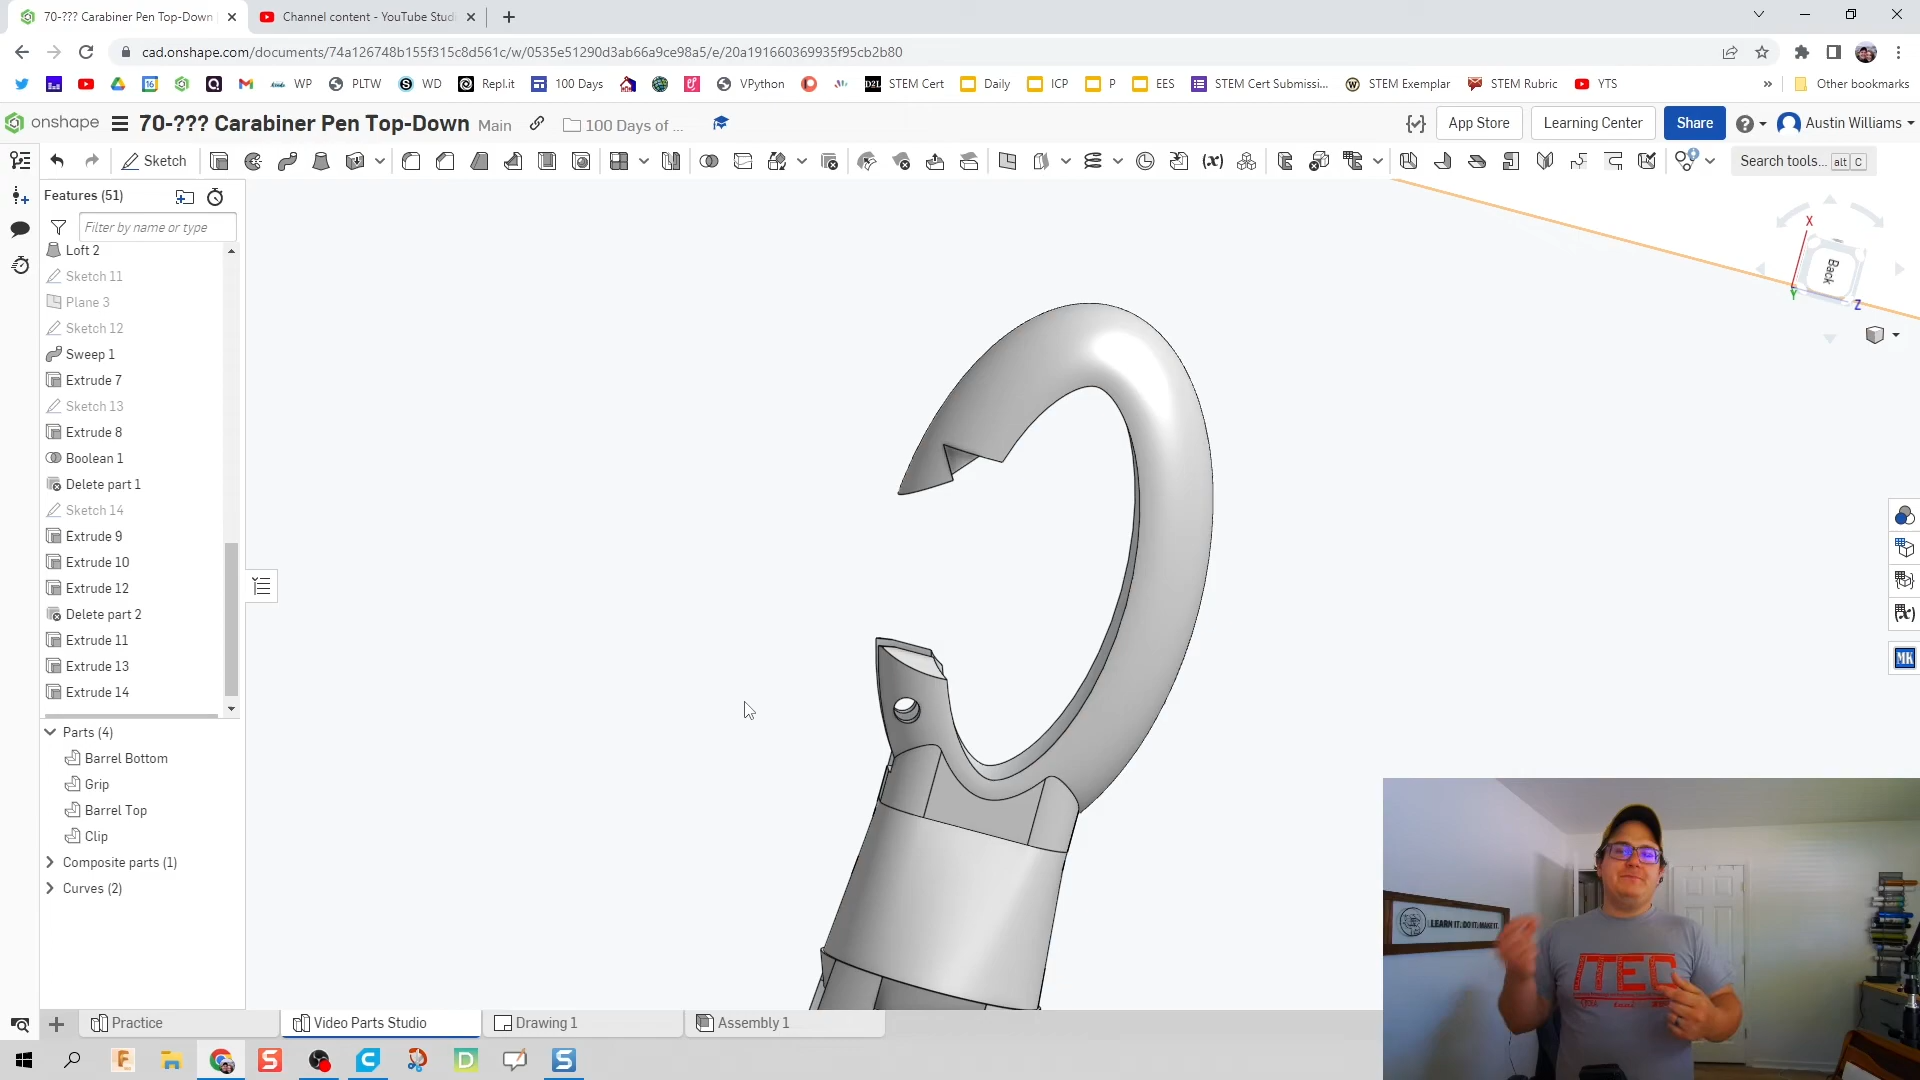 70-??? Carabiner Pen Top-Down
Channel content - YouTube Studi
cad.onshape.com/documents/74a126748b155f315c8d561c/w/0535e51290d3ab66a9ce98a5/e/20a191660369935f95cb2b80
WP PLTW WD Repl.it 100 Days VPython STEM Cert Daily ICP P EES STEM Cert Submissi... STEM Exemplar STEM Rubric YTS » Other bookmarks
onshape 70-??? Carabiner Pen Top-Down Main 100 Days of ... App Store Learning Center Share Austin Williams
Sketch Search tools... alt C
Features (51)
Filter by name or type
Loft 2
Sketch 11
Plane 3
Sketch 12
Sweep 1
Extrude 7
Sketch 13
Extrude 8
Boolean 1
Delete part 1
Sketch 14
Extrude 9
Extrude 10
Extrude 12
Delete part 2
Extrude 11
Extrude 13
Extrude 14
Parts (4)
Barrel Bottom
Grip
Barrel Top
Clip
Composite parts (1)
Curves (2)
X
Back
Y
Z
MK
LEARN IT. DO IT. MAKE IT.
ITEC
Practice Video Parts Studio Drawing 1 Assembly 1